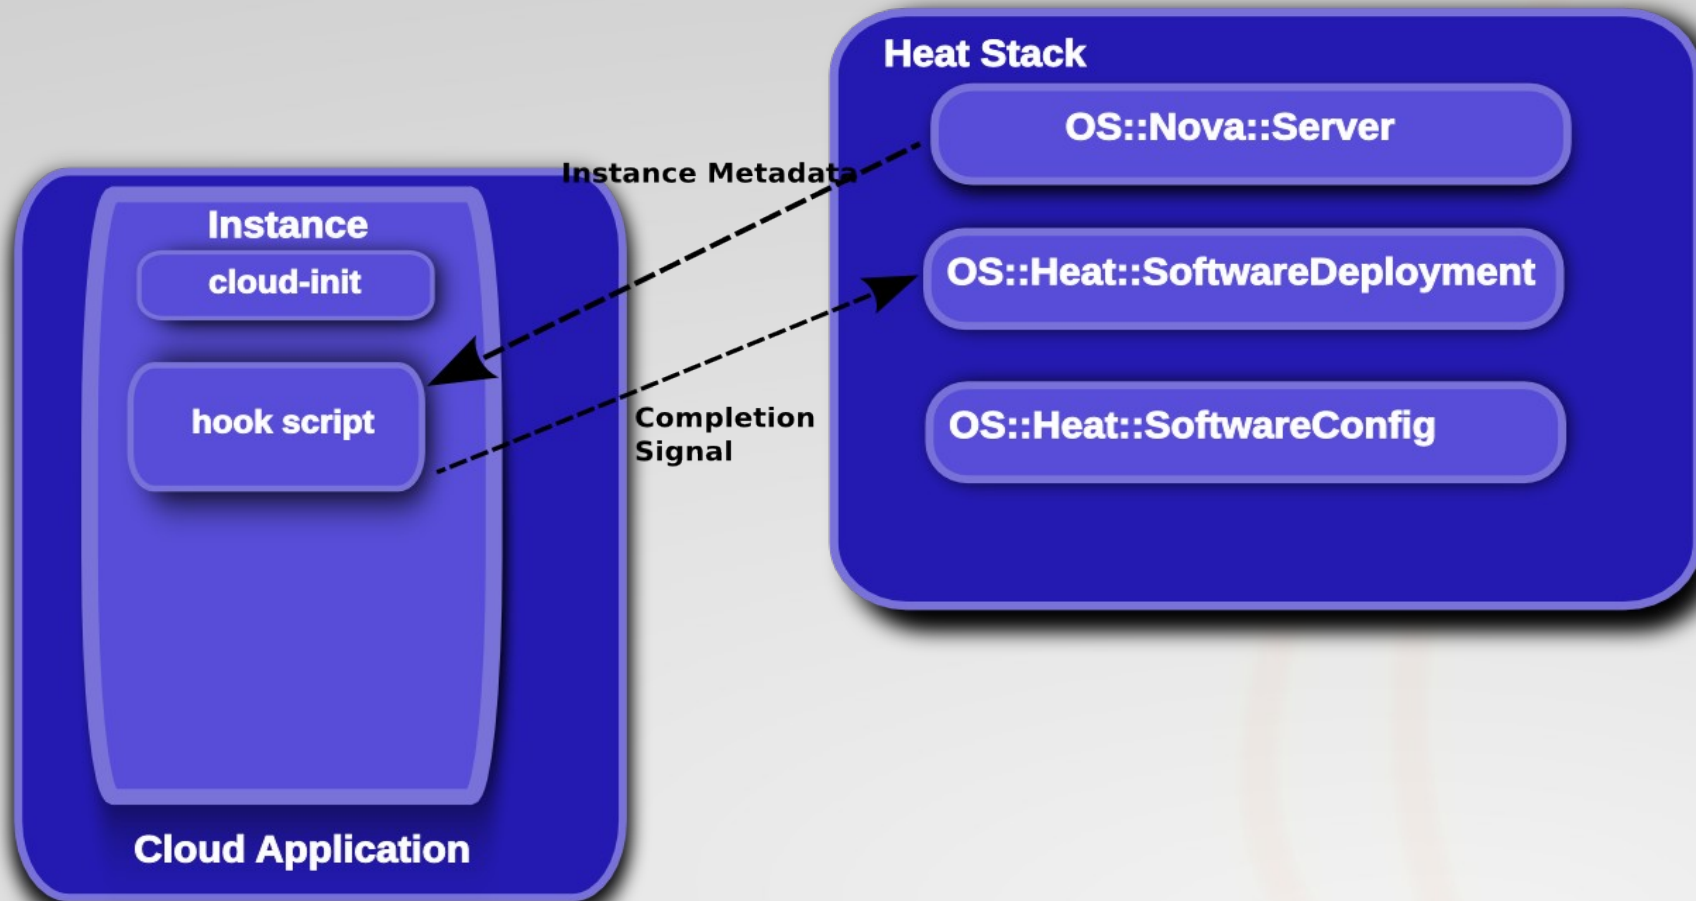 Heat Stack
OS::Nova::Server
Instance Metadata
Instance
cloud-init
OS::Heat::SoftwareDeployment
hook script
Completion
Signal
OS::Heat::SoftwareConfig
Cloud Application